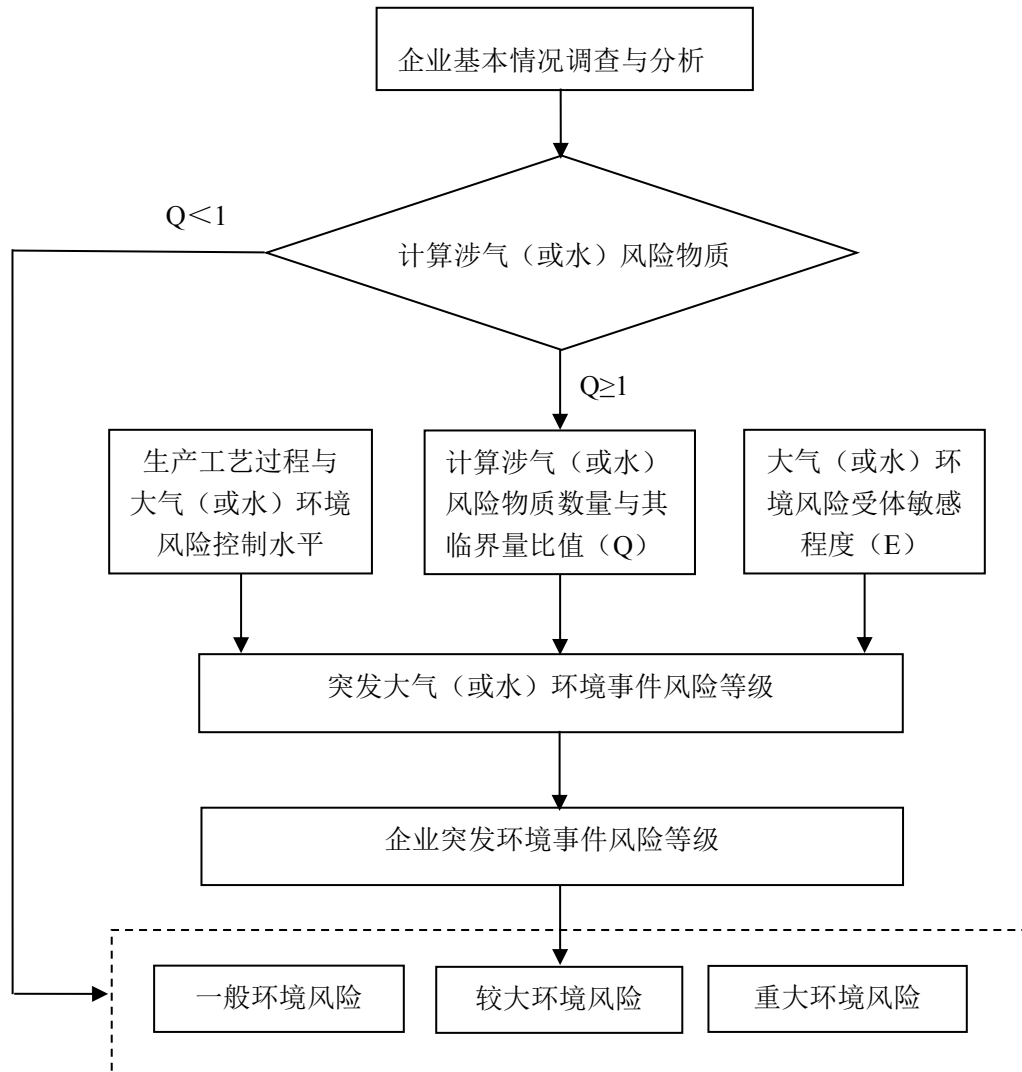 企业基本情况调查与分析
Q＜1
计算涉气（或水）风险物质
Q≥1
生产工艺过程与
大气（或水）环境
风险控制水平
计算涉气（或水）
风险物质数量与其
临界量比值（Q）
大气（或水）环
境风险受体敏感
程度（E）
突发大气（或水）环境事件风险等级
企业突发环境事件风险等级
一般环境风险
较大环境风险
重大环境风险